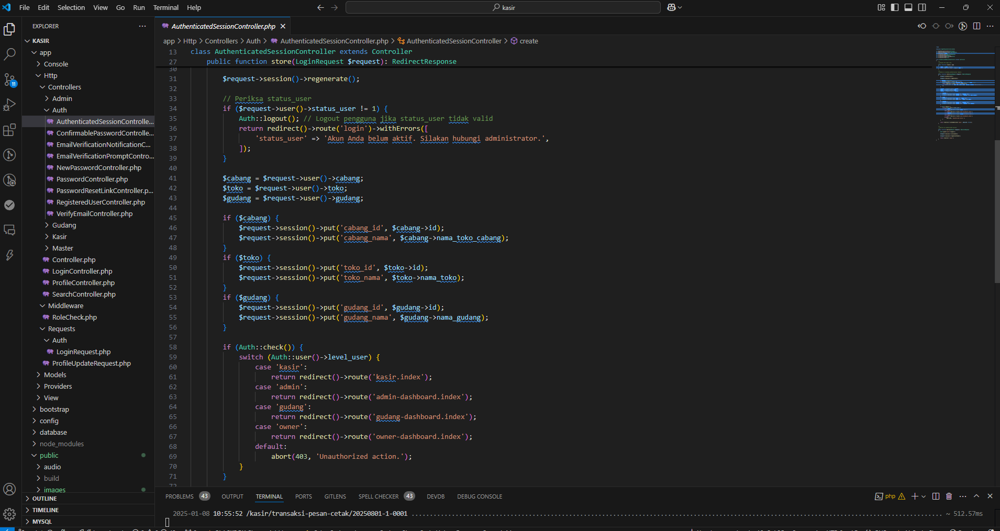 File Edit Selection View Go Run Terminal Help
kasir
EXPLORER
KASIR
app
Console
Http
Controllers
Admin
Auth
AuthenticatedSessionControlle...
ConfirmablePasswordControlle...
EmailVerificationNotificationC...
EmailVerificationPromptContro...
NewPasswordController.php
PasswordController.php
PasswordResetLinkController.p...
RegisteredUserController.php
VerifyEmailController.php
Gudang
Kasir
Master
Controller.php
LoginController.php
ProfileController.php
SearchController.php
Middleware
RoleCheck.php
Requests
Auth
LoginRequest.php
ProfileUpdateRequest.php
Models
Providers
View
bootstrap
config
database
node_modules
public
audio
build
images
OUTLINE
TIMELINE
MYSQL
11
AuthenticatedSessionController.php
app > Http > Controllers > Auth > AuthenticatedSessionController.php > AuthenticatedSessionController > create
13 class AuthenticatedSessionController extends Controller
27 public function store(LoginRequest $request): RedirectResponse
30
31 $request->session()->regenerate();
32
33 // Periksa status_user
34 if ($request->user()->status_user != 1) {
35 Auth::logout(); // Logout pengguna jika status_user tidak valid
36 return redirect()->route('login')->withErrors([
37 'status_user' => 'Akun Anda belum aktif. Silakan hubungi administrator.',
38 ]);
39 }
40
41 $cabang = $request->user()->cabang;
42 $toko = $request->user()->toko;
43 $gudang = $request->user()->gudang;
44
45 if ($cabang) {
46 $request->session()->put('cabang_id', $cabang->id);
47 $request->session()->put('cabang_nama', $cabang->nama_toko_cabang);
48 }
49 if ($toko) {
50 $request->session()->put('toko_id', $toko->id);
51 $request->session()->put('toko_nama', $toko->nama_toko);
52 }
53 if ($gudang) {
54 $request->session()->put('gudang_id', $gudang->id);
55 $request->session()->put('gudang_nama', $gudang->nama_gudang);
56 }
57
58 if (Auth::check()) {
59 switch (Auth::user()->level_user) {
60 case 'kasir':
61 return redirect()->route('kasir.index');
62 case 'admin':
63 return redirect()->route('admin-dashboard.index');
64 case 'gudang':
65 return redirect()->route('gudang-dashboard.index');
66 case 'owner':
67 return redirect()->route('owner-dashboard.index');
68 default:
69 abort(403, 'Unauthorized action.');
70 }
71 }
72
PROBLEMS 43 OUTPUT TERMINAL PORTS GITLENS SPELL CHECKER 43 DEVDB DEBUG CONSOLE
php
2025-01-08 10:55:52 /kasir/transaksi-pesan-cetak/20250801-1-0001 ........ ~ 512.57ms